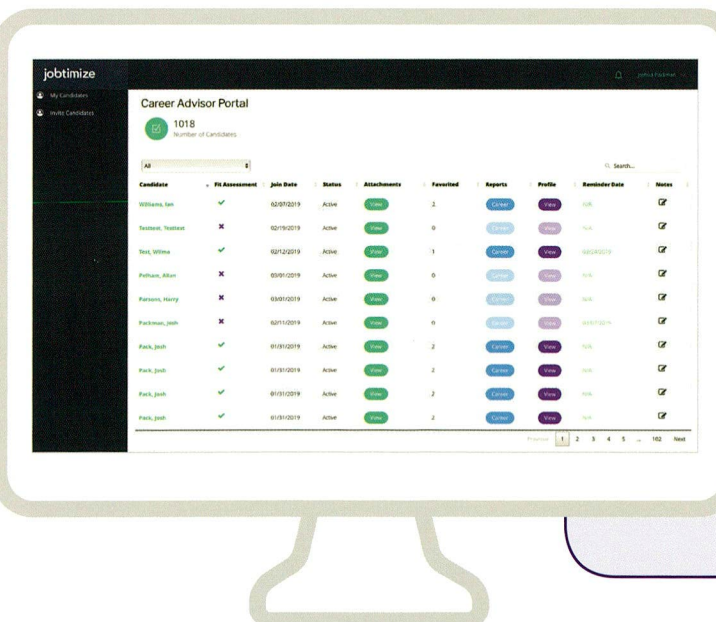 jobtimize
My Candidates
Invite Candidates
Career Advisor Portal
1018
Number of Candidates
All
Search...
Candidate Fit Assessment Join Date Status Attachments Favorited Reports Profile Reminder Date Notes
Williams, Ian 02/07/2019 Active View 2 Career View N/A
Testtest, Testtest 02/19/2019 Active View 0 Career View N/A
Test, Wilma 02/12/2019 Active View 1 Career View
Pelham, Allan 03/01/2019 Active View 0 Career View N/A
Parsons, Harry 03/01/2019 Active View 0 Career View N/A
Packman, Josh 02/11/2019 Active View 0 Career View
Pack, Josh 01/31/2019 Active View 2 Career View N/A
Pack, Josh 01/31/2019 Active View 2 Career View N/A
Pack, Josh 01/31/2019 Active View 2 Career View N/A
Pack, Josh 01/31/2019 Active View 2 Career View N/A
Previous 1 2 3 4 5 ... 102 Next